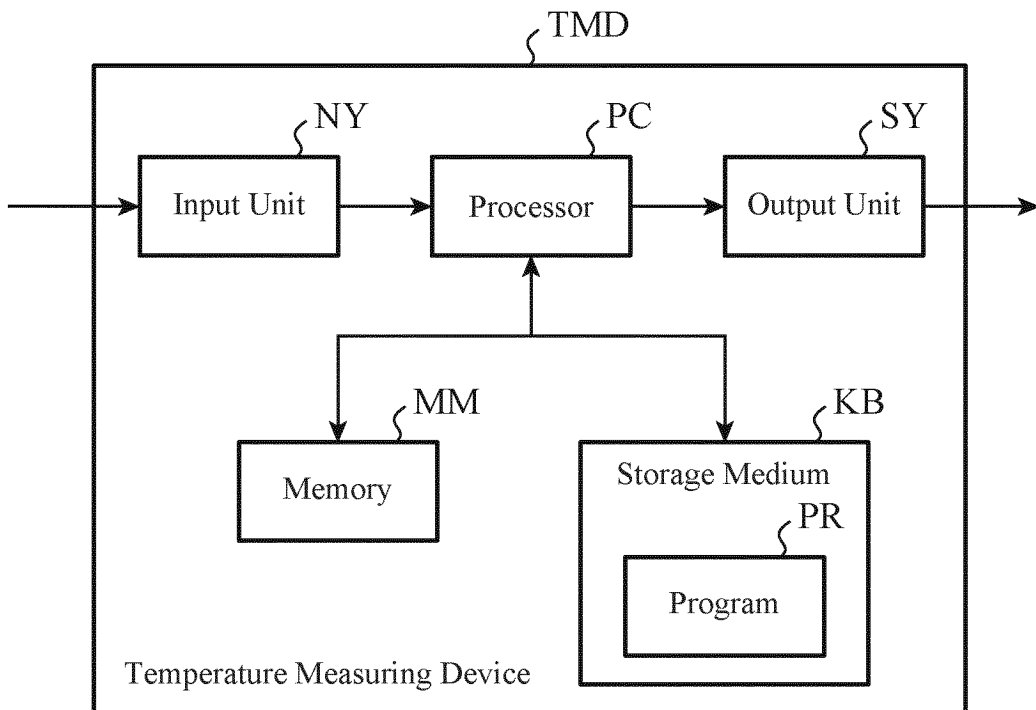 TMD
NY
PC
SY
Input Unit
Processor
Output Unit
MM
KB
Memory
Storage Medium
PR
Program
Temperature Measuring Device